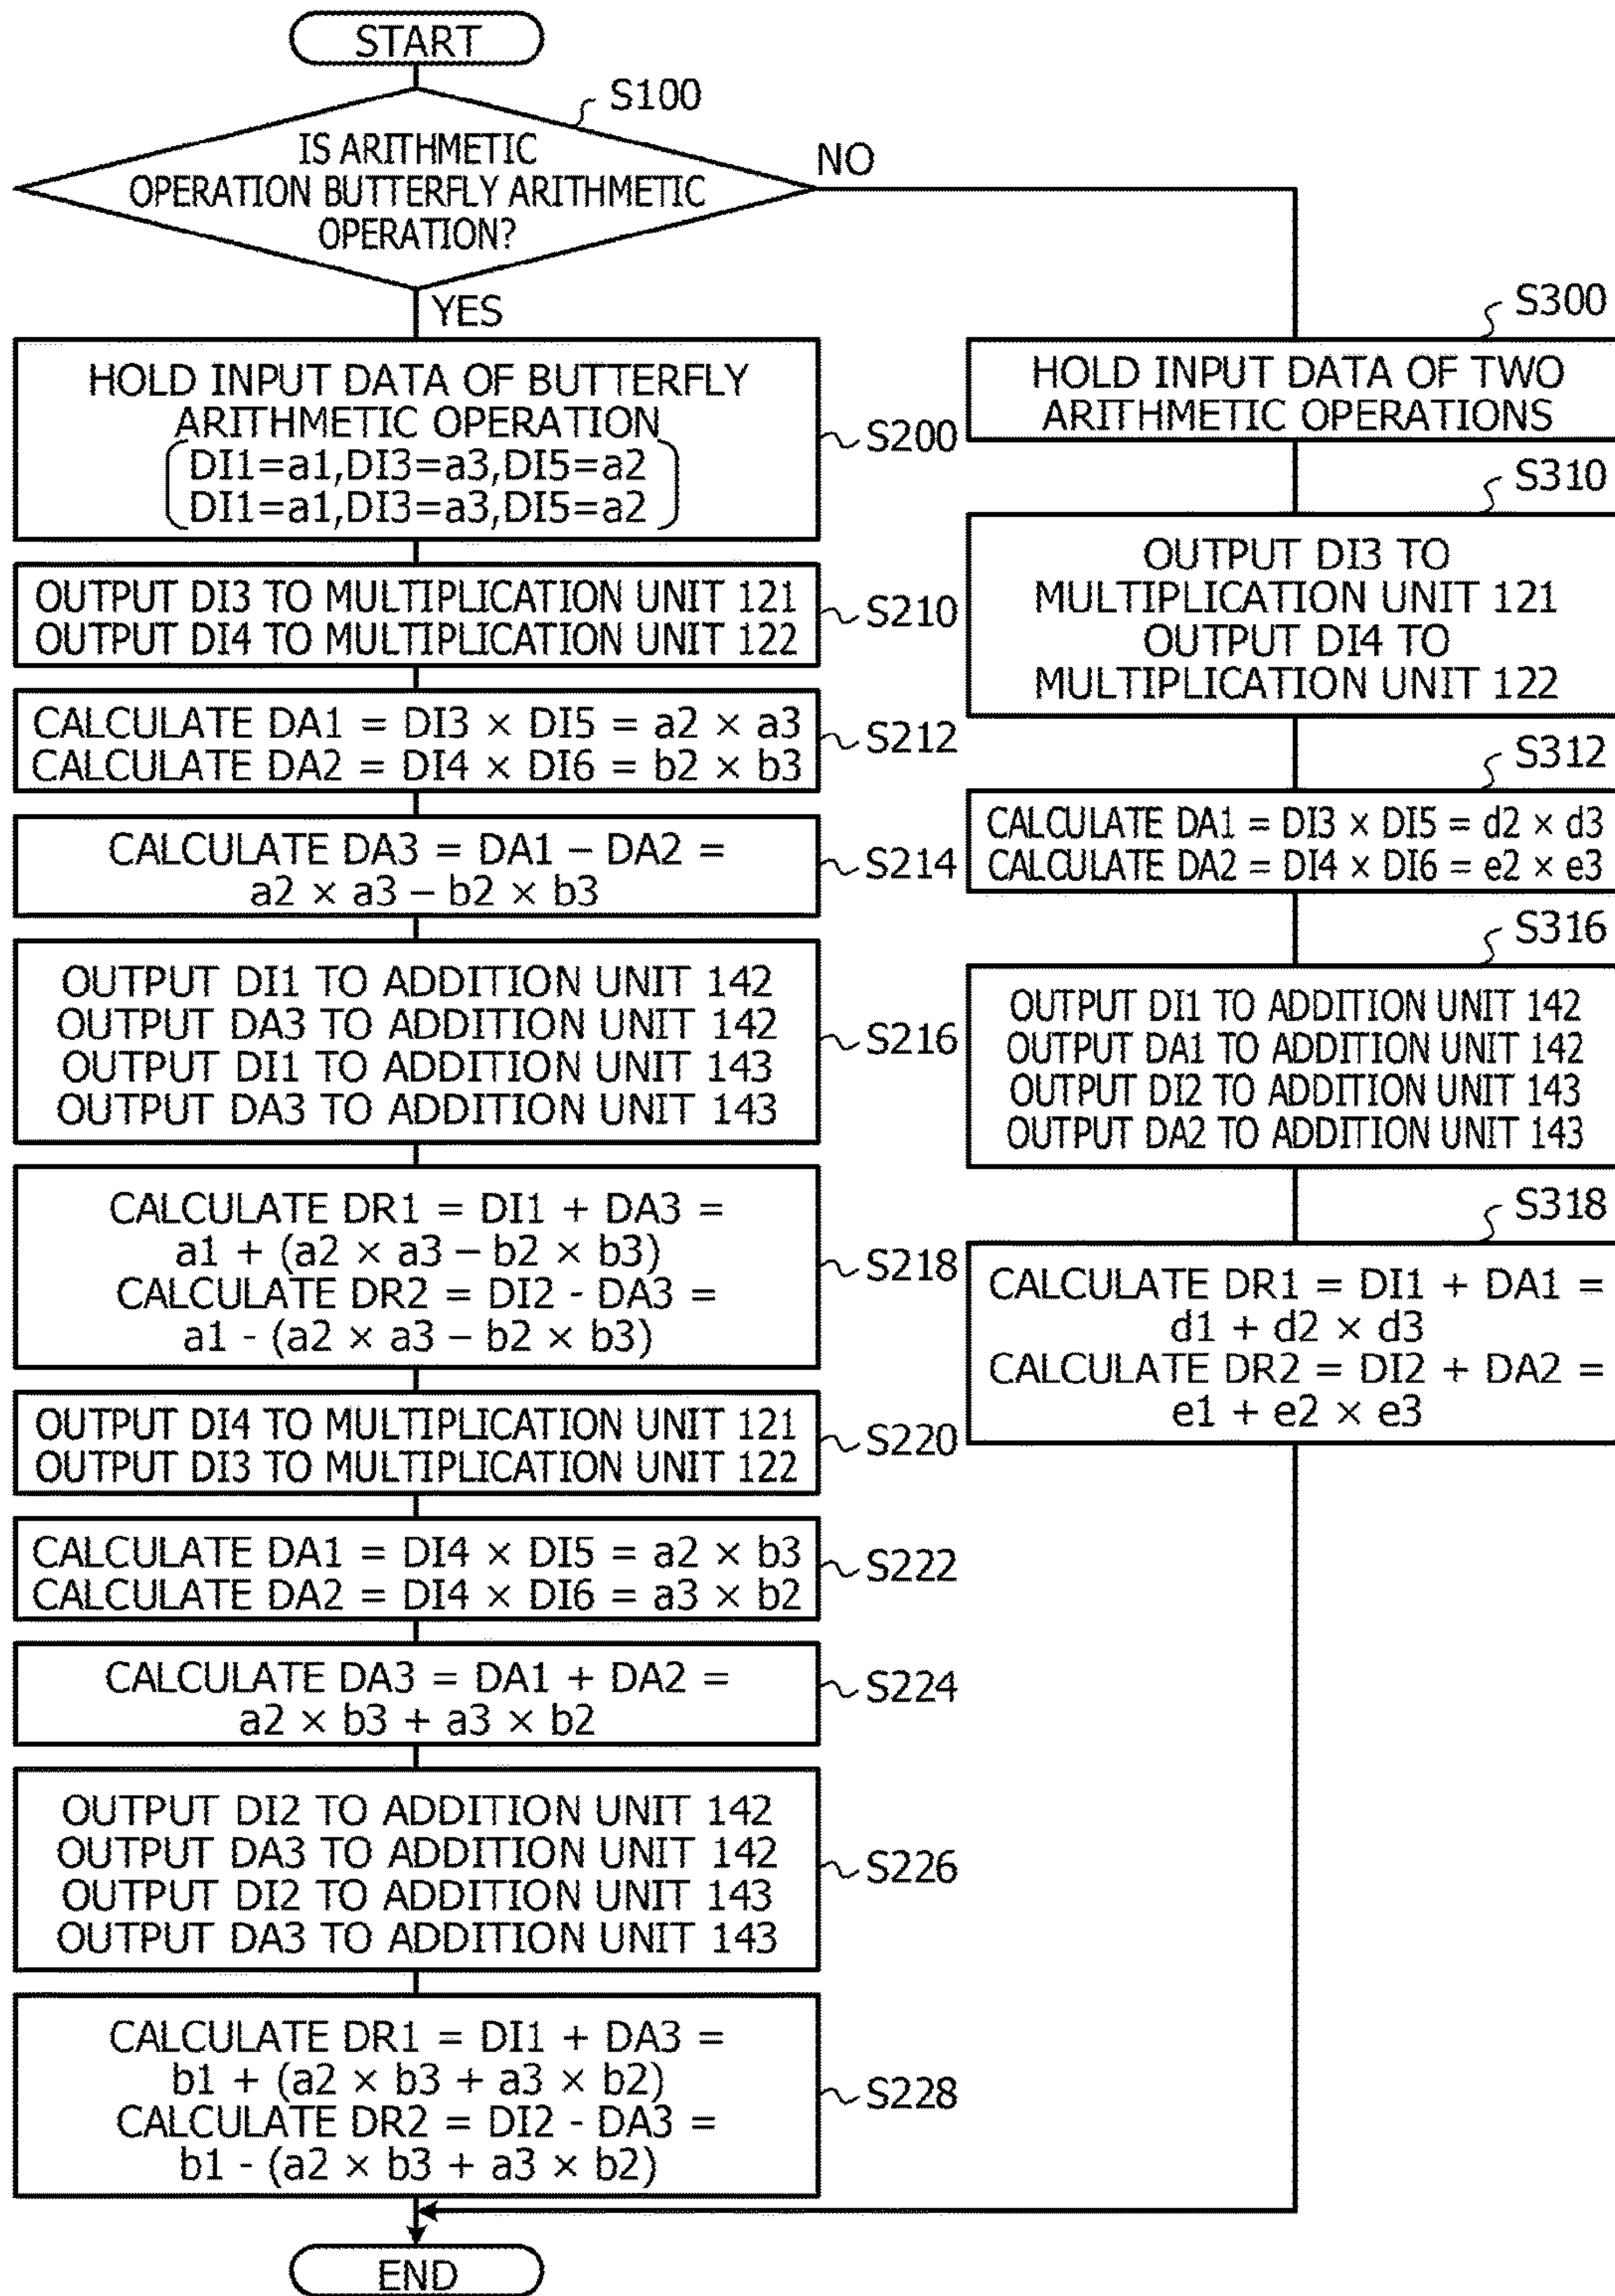 START
S100
IS ARITHMETIC
OPERATION BUTTERFLY ARITHMETIC
OPERATION?
NO
YES
HOLD INPUT DATA OF BUTTERFLY
ARITHMETIC OPERATION
DI1=a1,DI3=a3,DI5=a2
DI1=a1,DI3=a3,DI5=a2
S200
OUTPUT DI3 TO MULTIPLICATION UNIT 121
OUTPUT DI4 TO MULTIPLICATION UNIT 122
S210
CALCULATE DA1 = DI3 × DI5 = a2 × a3
CALCULATE DA2 = DI4 × DI6 = b2 × b3
S212
CALCULATE DA3 = DA1 – DA2 =
a2 × a3 – b2 × b3
S214
OUTPUT DI1 TO ADDITION UNIT 142
OUTPUT DA3 TO ADDITION UNIT 142
OUTPUT DI1 TO ADDITION UNIT 143
OUTPUT DA3 TO ADDITION UNIT 143
S216
CALCULATE DR1 = DI1 + DA3 =
a1 + (a2 × a3 – b2 × b3)
CALCULATE DR2 = DI2 - DA3 =
a1 - (a2 × a3 – b2 × b3)
S218
OUTPUT DI4 TO MULTIPLICATION UNIT 121
OUTPUT DI3 TO MULTIPLICATION UNIT 122
S220
CALCULATE DA1 = DI4 × DI5 = a2 × b3
CALCULATE DA2 = DI4 × DI6 = a3 × b2
S222
CALCULATE DA3 = DA1 + DA2 =
a2 × b3 + a3 × b2
S224
OUTPUT DI2 TO ADDITION UNIT 142
OUTPUT DA3 TO ADDITION UNIT 142
OUTPUT DI2 TO ADDITION UNIT 143
OUTPUT DA3 TO ADDITION UNIT 143
S226
CALCULATE DR1 = DI1 + DA3 =
b1 + (a2 × b3 + a3 × b2)
CALCULATE DR2 = DI2 - DA3 =
b1 - (a2 × b3 + a3 × b2)
S228
S300
HOLD INPUT DATA OF TWO
ARITHMETIC OPERATIONS
S310
OUTPUT DI3 TO
MULTIPLICATION UNIT 121
OUTPUT DI4 TO
MULTIPLICATION UNIT 122
S312
CALCULATE DA1 = DI3 × DI5 = d2 × d3
CALCULATE DA2 = DI4 × DI6 = e2 × e3
S316
OUTPUT DI1 TO ADDITION UNIT 142
OUTPUT DA1 TO ADDITION UNIT 142
OUTPUT DI2 TO ADDITION UNIT 143
OUTPUT DA2 TO ADDITION UNIT 143
S318
CALCULATE DR1 = DI1 + DA1 =
d1 + d2 × d3
CALCULATE DR2 = DI2 + DA2 =
e1 + e2 × e3
END